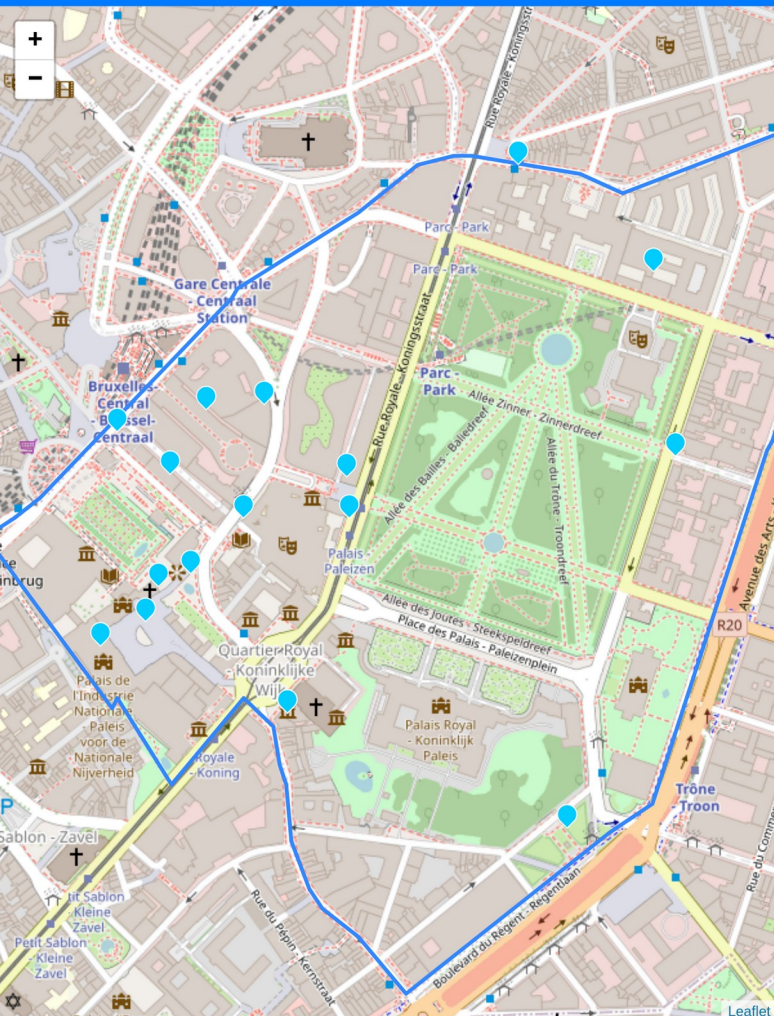 +
−
Rue Royale - Koningsst
Parc - Park
Parc - Park
Gare Centrale
- Centraal
Station
Rue Royale - Koningsstraat
Parc -
Park
Bruxelles-
Central
- Brussel-
Centraal
Allée Zinner - Zinnerdreef
Allée des Bailles - Baliedreef
Allée du Trône - Troondreef
Avenue des Arts
inbrug
Palais -
Paleizen
Allée des Joutes - Steekspeldreef
Place des Palais - Paleizenplein
R20
Quartier Royal
Koninklijke
Wijk
Palais de
l'Industrie
Nationale
- Paleis
voor de
Nationale
Nijverheid
Palais Royal
- Koninklijk
Paleis
Royale
- Koning
Trône
- Troon
P
Sablon - Zavel
tit Sablon
Kleine
Zavel
Petit Sablon
- Kleine
Zavel
Rue du Pépin - Kernstraat
Boulevard du Régent - Regentlaan
Rue du Comme
Leaflet